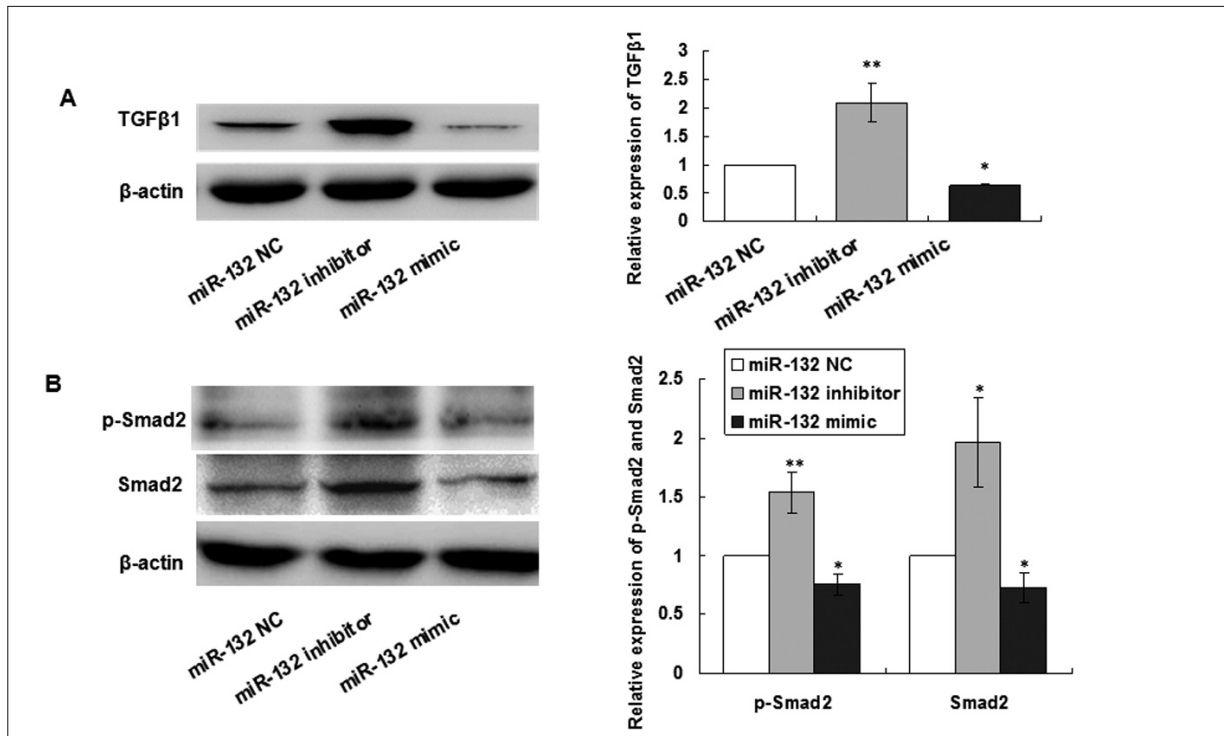 A
TGFβ1
β-actin
miR-132 NC
miR-132 inhibitor
miR-132 mimic
Relative expression of TGFβ1
3
2.5
2
1.5
1
0.5
0
**
*
miR-132 NC
miR-132 inhibitor
miR-132 mimic
B
p-Smad2
Smad2
β-actin
miR-132 NC
miR-132 inhibitor
miR-132 mimic
Relative expression of p-Smad2 and Smad2
2.5
2
1.5
1
0.5
0
miR-132 NC
miR-132 inhibitor
miR-132 mimic
**
*
*
*
p-Smad2
Smad2